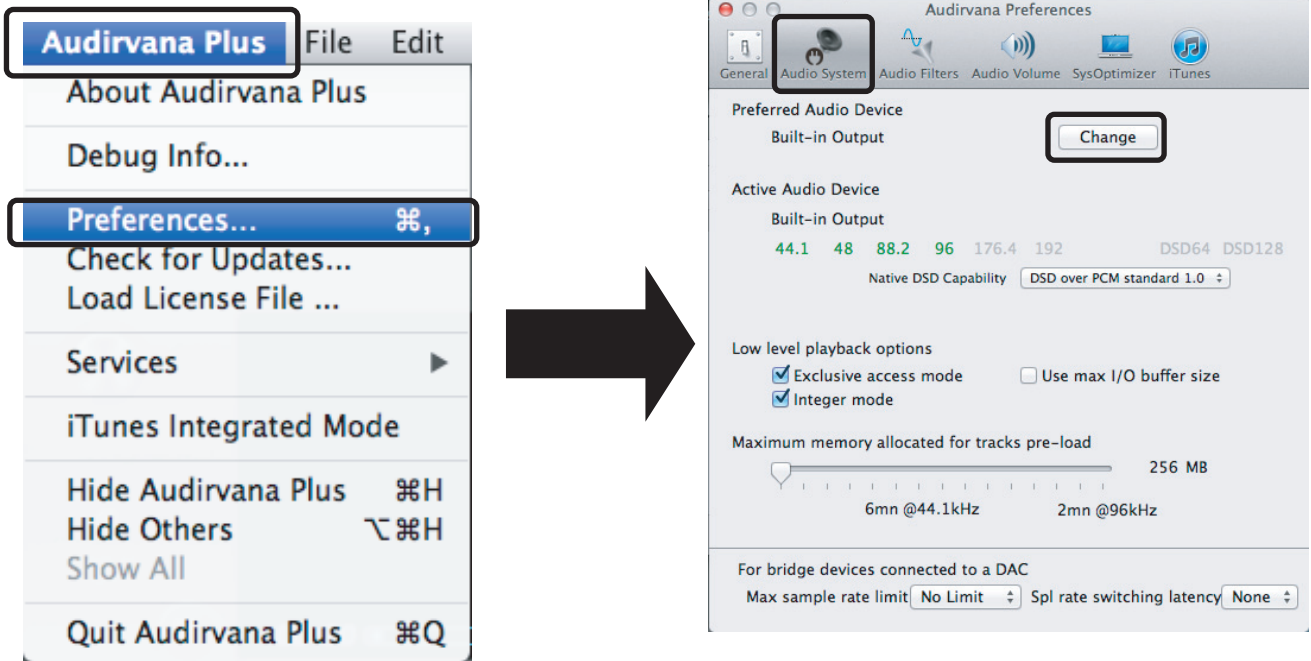 Audirvana Plus File Edit
About Audirvana Plus
Debug Info...
Preferences... ⌘,
Check for Updates...
Load License File ...
Services ▶
iTunes Integrated Mode
Hide Audirvana Plus ⌘H
Hide Others ⌥⌘H
Show All
Quit Audirvana Plus ⌘Q
Audirvana Preferences
General Audio System Audio Filters Audio Volume SysOptimizer iTunes
Preferred Audio Device
Built-in Output Change
Active Audio Device
Built-in Output
44.1 48 88.2 96 176.4 192 DSD64 DSD128
Native DSD Capability DSD over PCM standard 1.0
Low level playback options
Exclusive access mode Use max I/O buffer size
Integer mode
Maximum memory allocated for tracks pre-load
256 MB
6mn @44.1kHz 2mn @96kHz
For bridge devices connected to a DAC
Max sample rate limit No Limit Spl rate switching latency None